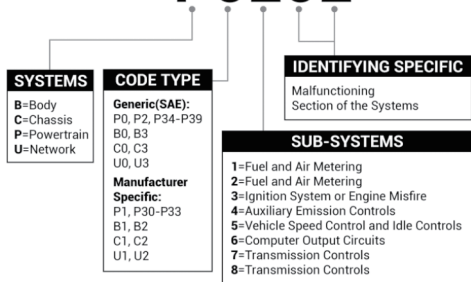 SYSTEMS
B=Body
C=Chassis
P=Powertrain
U=Network
CODE TYPE
Generic(SAE):
P0, P2, P34-P39
B0, B3
C0, C3
U0, U3
Manufacturer
Specific:
P1, P30-P33
B1, B2
C1, C2
U1, U2
IDENTIFYING SPECIFIC
Malfunctioning
Section of the Systems
SUB-SYSTEMS
1=Fuel and Air Metering
2=Fuel and Air Metering
3=Ignition System or Engine Misfire
4=Auxiliary Emission Controls
5=Vehicle Speed Control and Idle Controls
6=Computer Output Circuits
7=Transmission Controls
8=Transmission Controls